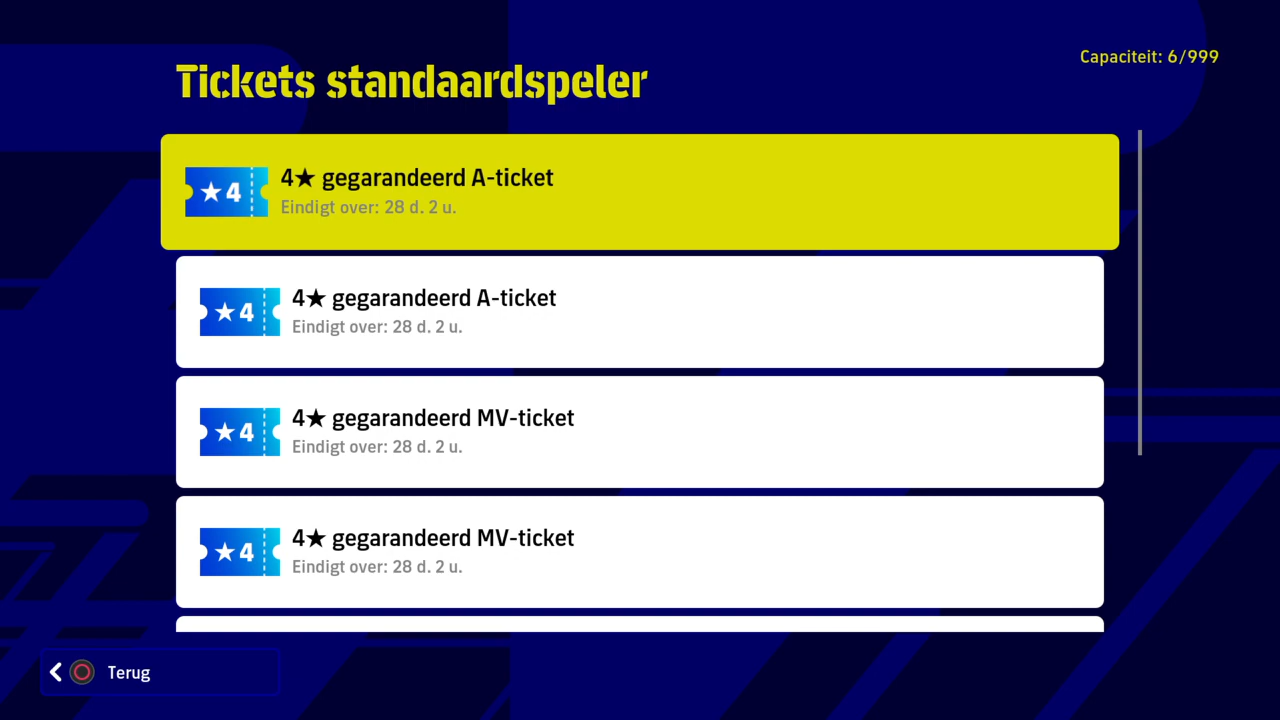 Capaciteit: 6/999
Tickets standaardspeler
★4
4★ gegarandeerd A-ticket
Eindigt over: 28 d. 2 u.
★4
4★ gegarandeerd A-ticket
Eindigt over: 28 d. 2 u.
★4
4★ gegarandeerd MV-ticket
Eindigt over: 28 d. 2 u.
★4
4★ gegarandeerd MV-ticket
Eindigt over: 28 d. 2 u.
Terug